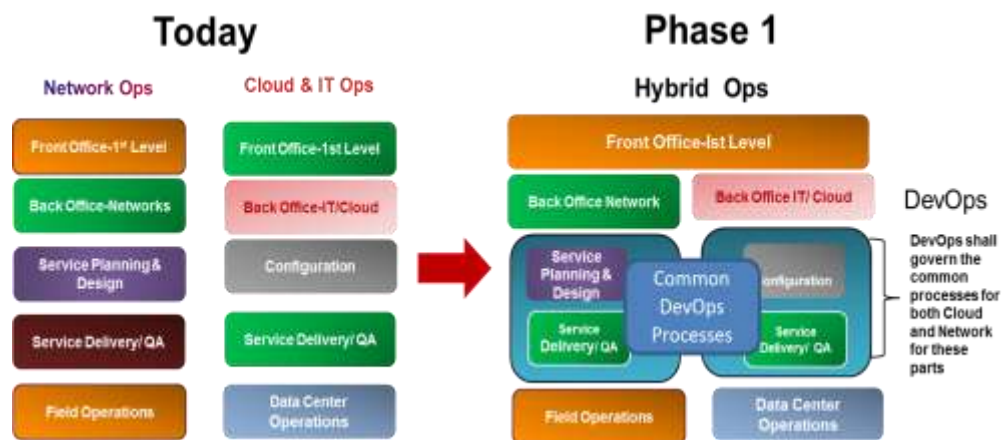 Today
Phase 1
Network Ops
Cloud & IT Ops
Hybrid Ops
Front Office-1st Level
Front Office-1st Level
Front Office-Ist Level
Back Office-Networks
Back Office-IT/Cloud
Back Office Network
Back Office IT/ Cloud
DevOps
Service Planning &
Design
Configuration
Service
Planning &
Design
Common
DevOps
Processes
onfiguration
DevOps shall
govern the
common
processes for
both Cloud
and Network
for these
parts
Service Delivery/ QA
Service Delivery/ QA
Service
Delivery/ QA
Service
Delivery/ QA
Field Operations
Data Center
Operations
Field Operations
Data Center
Operations